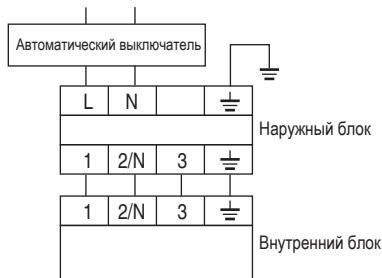 Автоматический выключатель
L N
Наружный блок
1 2/N 3
1 2/N 3
Внутренний блок